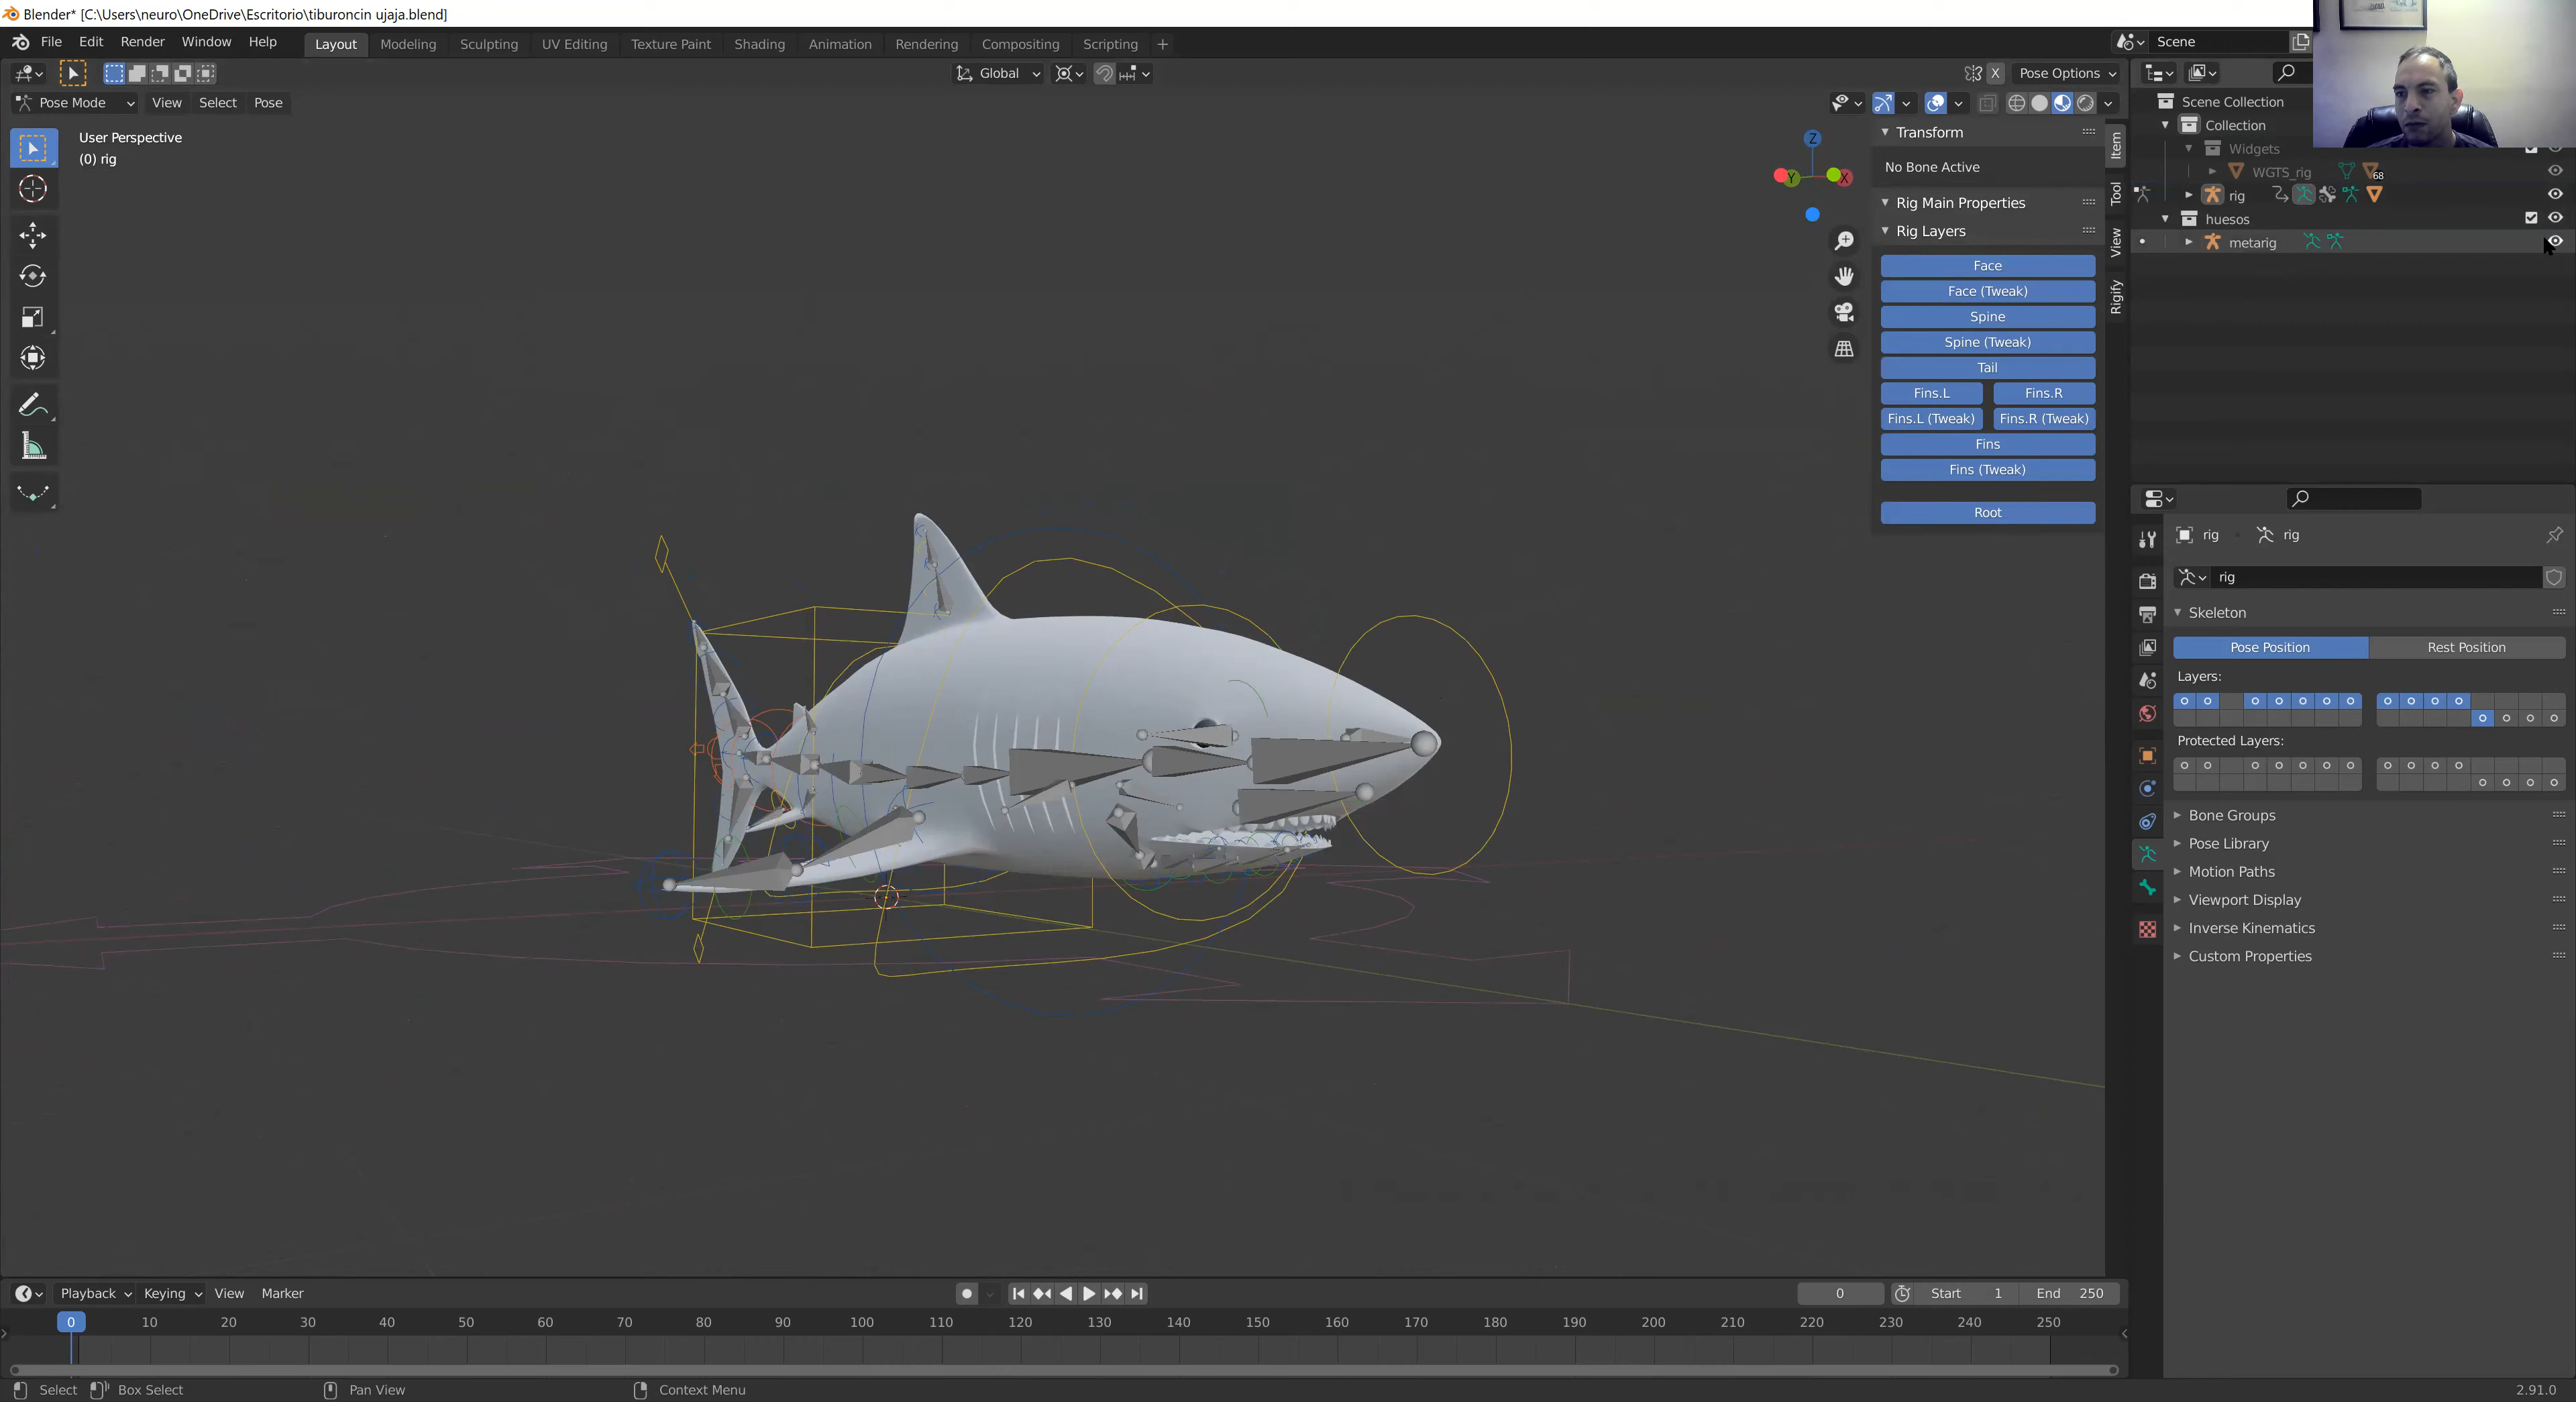 Blender* [C:\Users\neuro\OneDrive\Escritorio\tiburoncin ujaja.blend]
File Edit Render Window Help Layout Modeling Sculpting UV Editing Texture Paint Shading Animation Rendering Compositing Scripting + Scene
Global X Pose Options
Pose Mode View Select Pose
User Perspective
(0) rig
Z
Y
X
Transform
No Bone Active
Rig Main Properties
Rig Layers
Face
Face (Tweak)
Spine
Spine (Tweak)
Tail
Fins.L Fins.R
Fins.L (Tweak) Fins.R (Tweak)
Fins
Fins (Tweak)
Root
Item
Tool
View
Rigify
Scene Collection
Collection
Widgets
WGTS_rig 68
rig
huesos
metarig
rig rig
rig
Skeleton
Pose Position Rest Position
Layers:
Protected Layers:
Bone Groups
Pose Library
Motion Paths
Viewport Display
Inverse Kinematics
Custom Properties
Playback Keying View Marker 0 Start 1 End 250
0 10 20 30 40 50 60 70 80 90 100 110 120 130 140 150 160 170 180 190 200 210 220 230 240 250
Select Box Select Pan View Context Menu 2.91.0